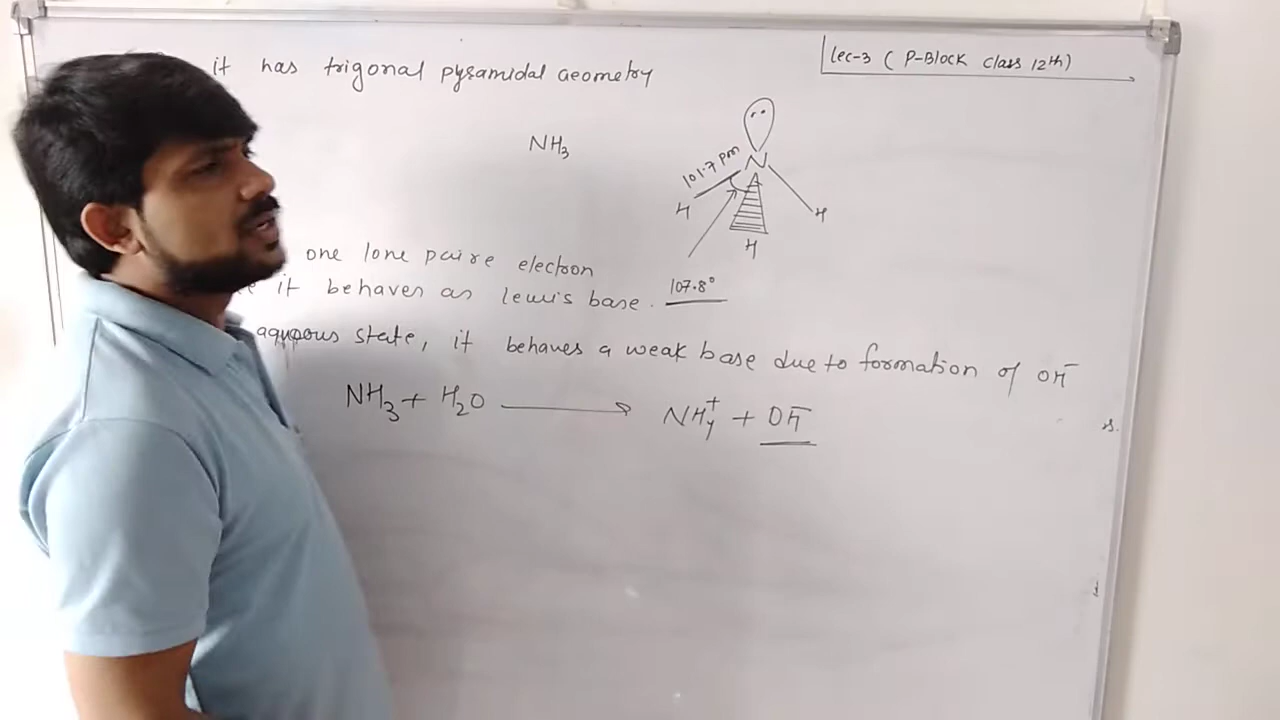 it has trigonal pyramidal Geometry
Lec-3 ( P-Block Class 12th)
NH3
101.7 pm
N
H
H
H
one lone paire electron
it behaves as lewis base.
107.8°
aqueous state, it behaves a weak base due to formation of OH-
NH3 + H2O → NH4+ + OH-